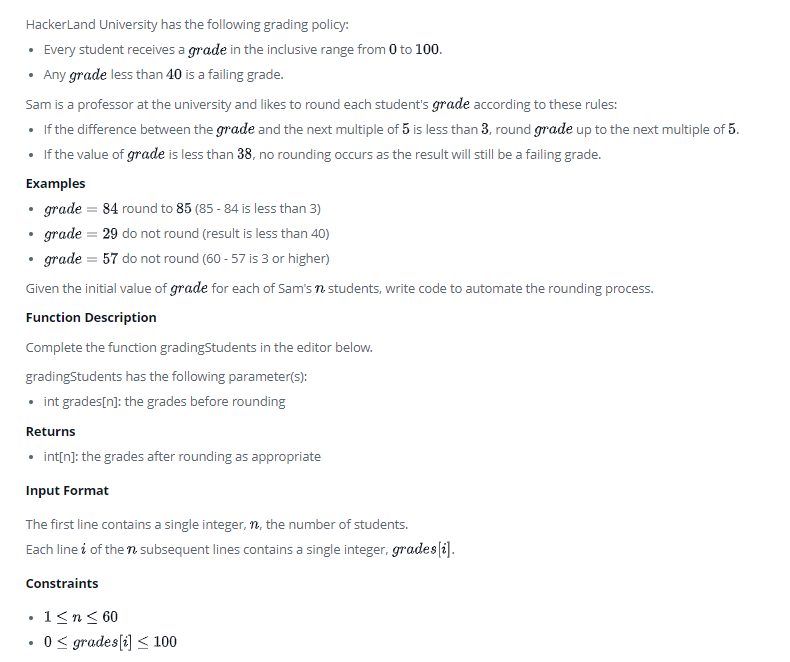 HackerLand University has the following grading policy:
• Every student receives a grade in the inclusive range from 0 to 100.
• Any grade less than 40 is a failing grade.
Sam is a professor at the university and likes to round each student's grade according to these rules:
• If the difference between the grade and the next multiple of 5 is less than 3, round grade up to the next multiple of 5.
• If the value of grade is less than 38, no rounding occurs as the result will still be a failing grade.
Examples
• grade = 84 round to 85 (85 - 84 is less than 3)
• grade = 29 do not round (result is less than 40)
• grade = 57 do not round (60 - 57 is 3 or higher)
Given the initial value of grade for each of Sam's n students, write code to automate the rounding process.
Function Description
Complete the function gradingStudents in the editor below.
gradingStudents has the following parameter(s):
• int grades[n]: the grades before rounding
Returns
• int[n]: the grades after rounding as appropriate
Input Format
The first line contains a single integer, n, the number of students.
Each line i of the n subsequent lines contains a single integer, grades[i].
Constraints
• 1 ≤ n ≤ 60
• 0 ≤ grades[i] ≤ 100